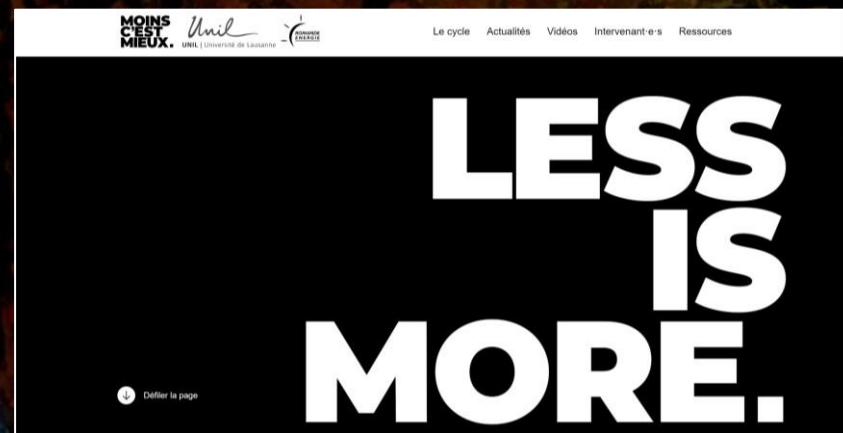 MOINS
C'EST
MIEUX.
Unil
UNIL | Université de Lausanne
ROMANDE
ENERGIE
Le cycle Actualités Vidéos Intervenant·e·s Ressources
LESS
IS
MORE.
Défiler la page